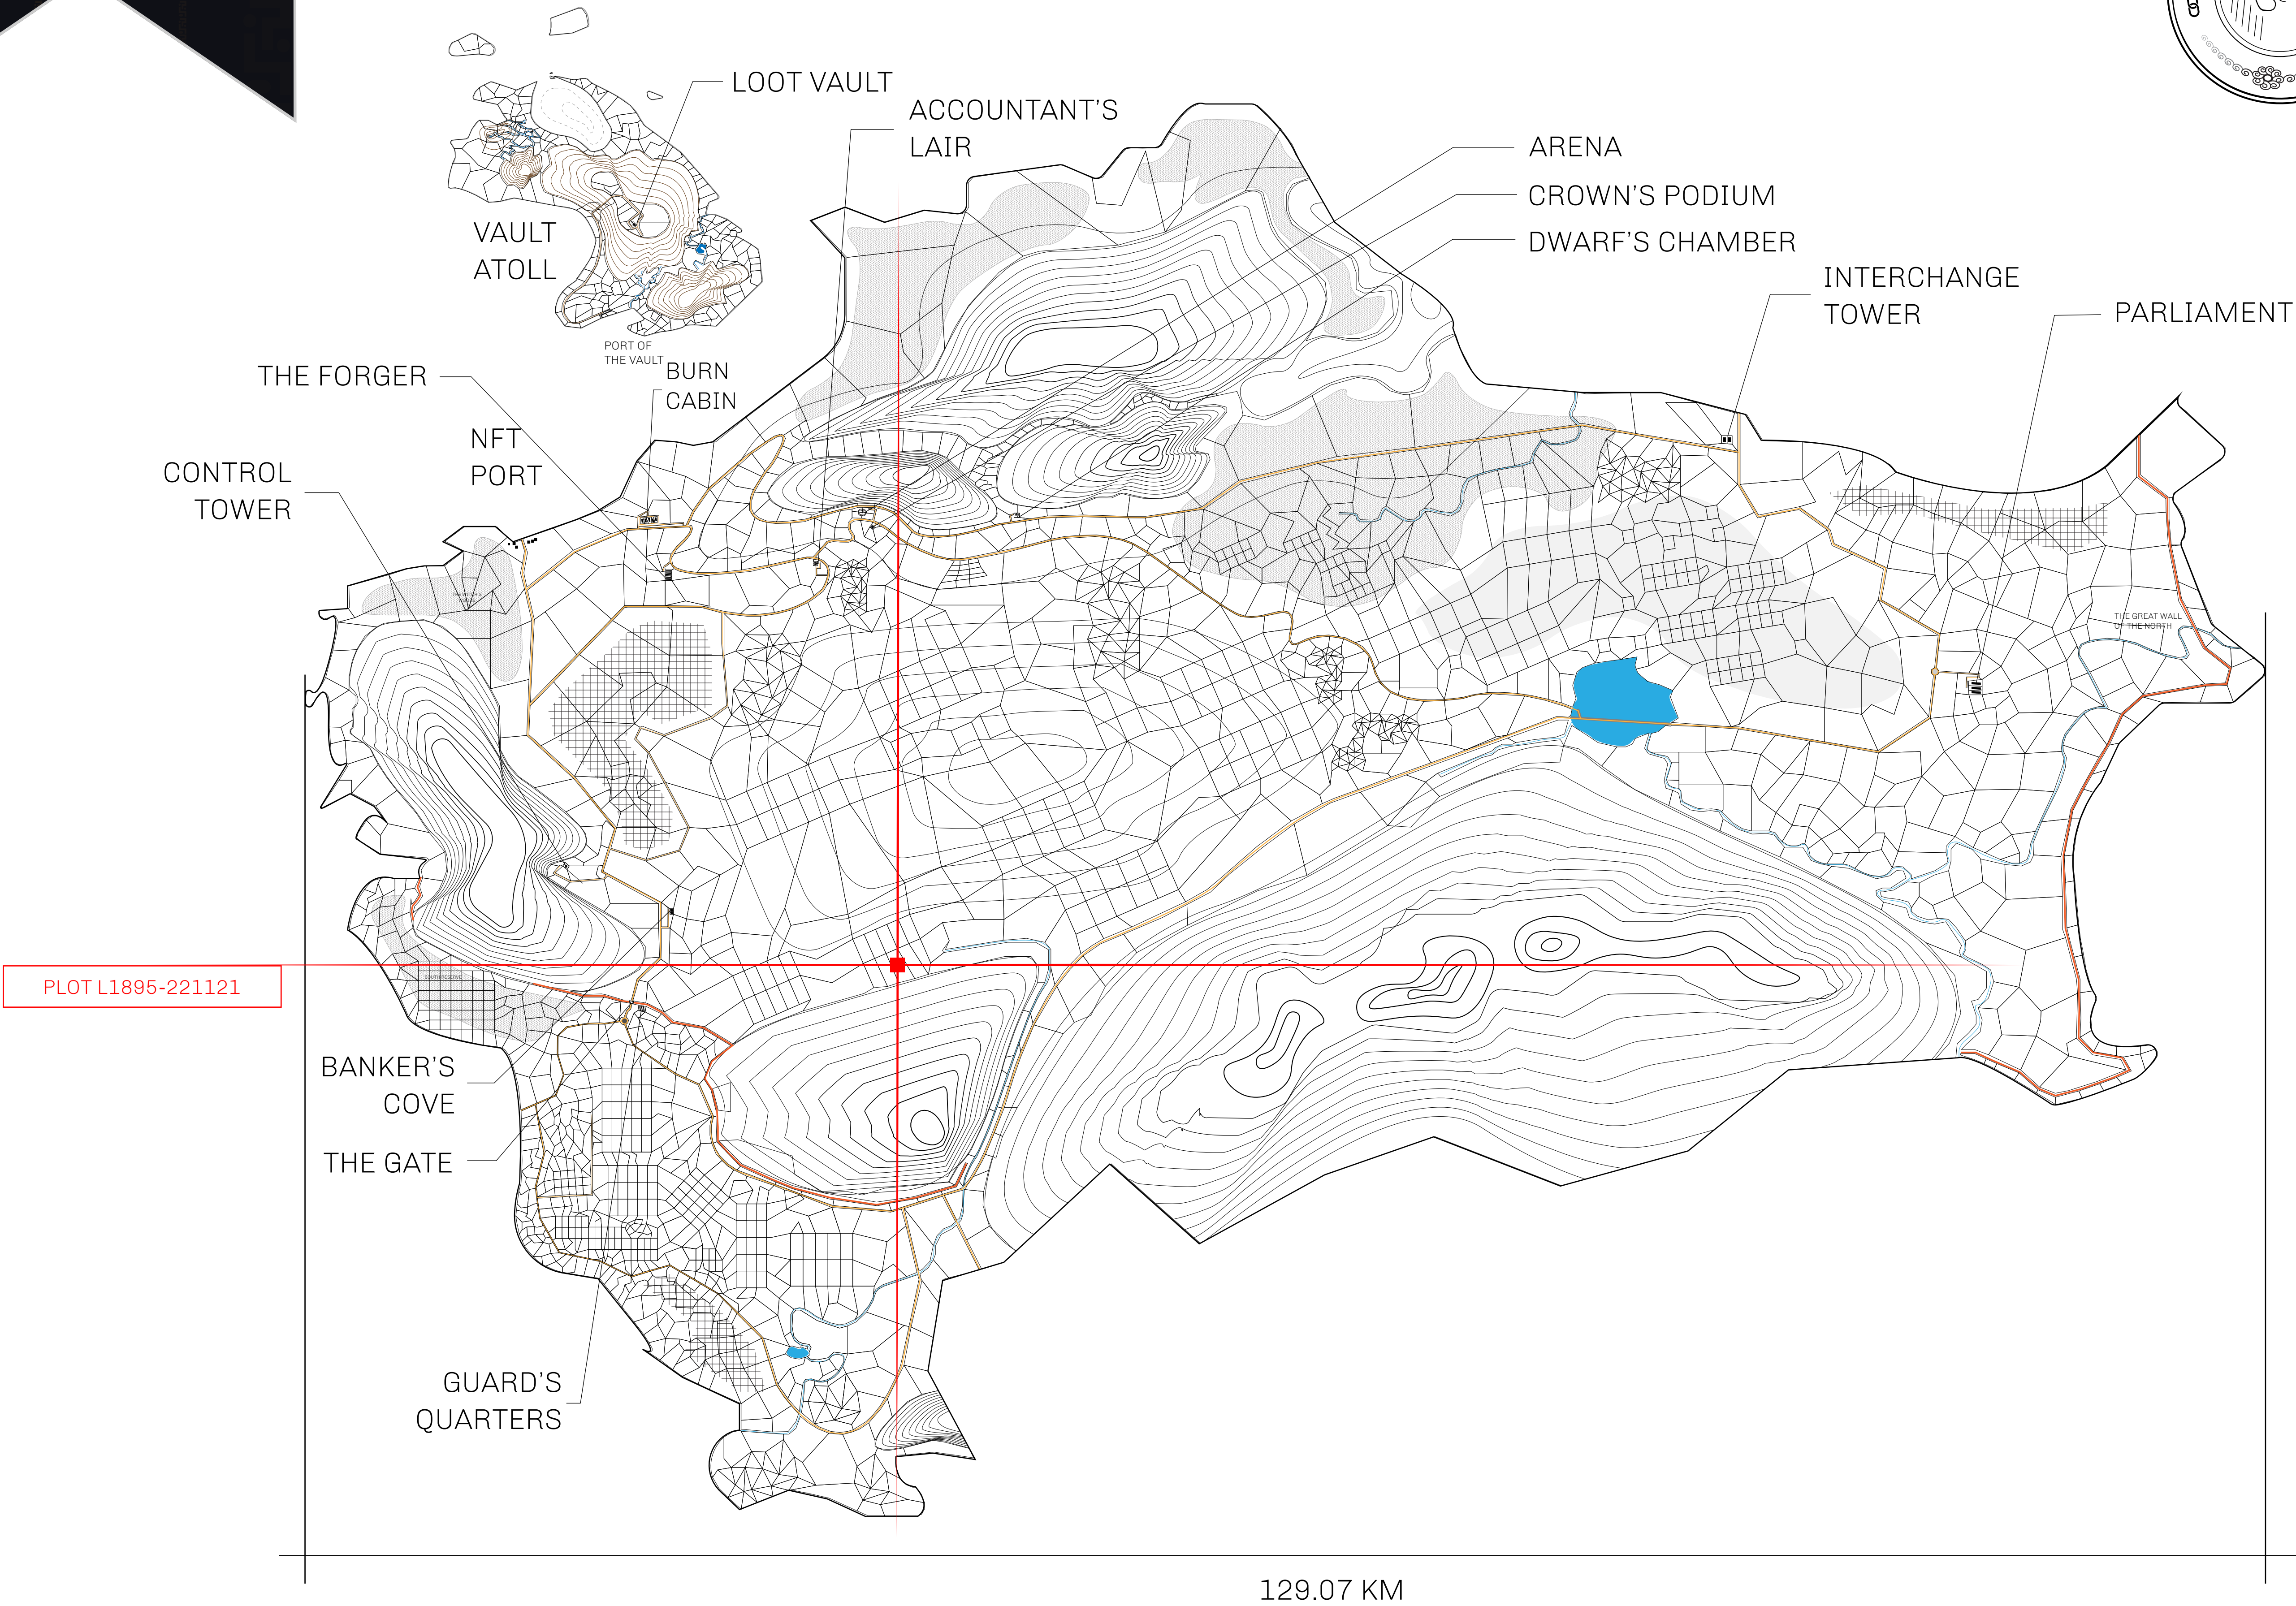 LOOT VAULT
ACCOUNTANT'S
LAIR
ARENA
CROWN'S PODIUM
DWARF'S CHAMBER
VAULT
ATOLL
INTERCHANGE
TOWER
PARLIAMENT
PORT OF
THE VAULT
THE FORGER
BURN
CABIN
NFT
PORT
CONTROL
TOWER
THE GREAT WALL
OF THE NORTH
SOUTH RESERVE
PLOT L1895-221121
BANKER'S
COVE
THE GATE
GUARD'S
QUARTERS
129.07 KM